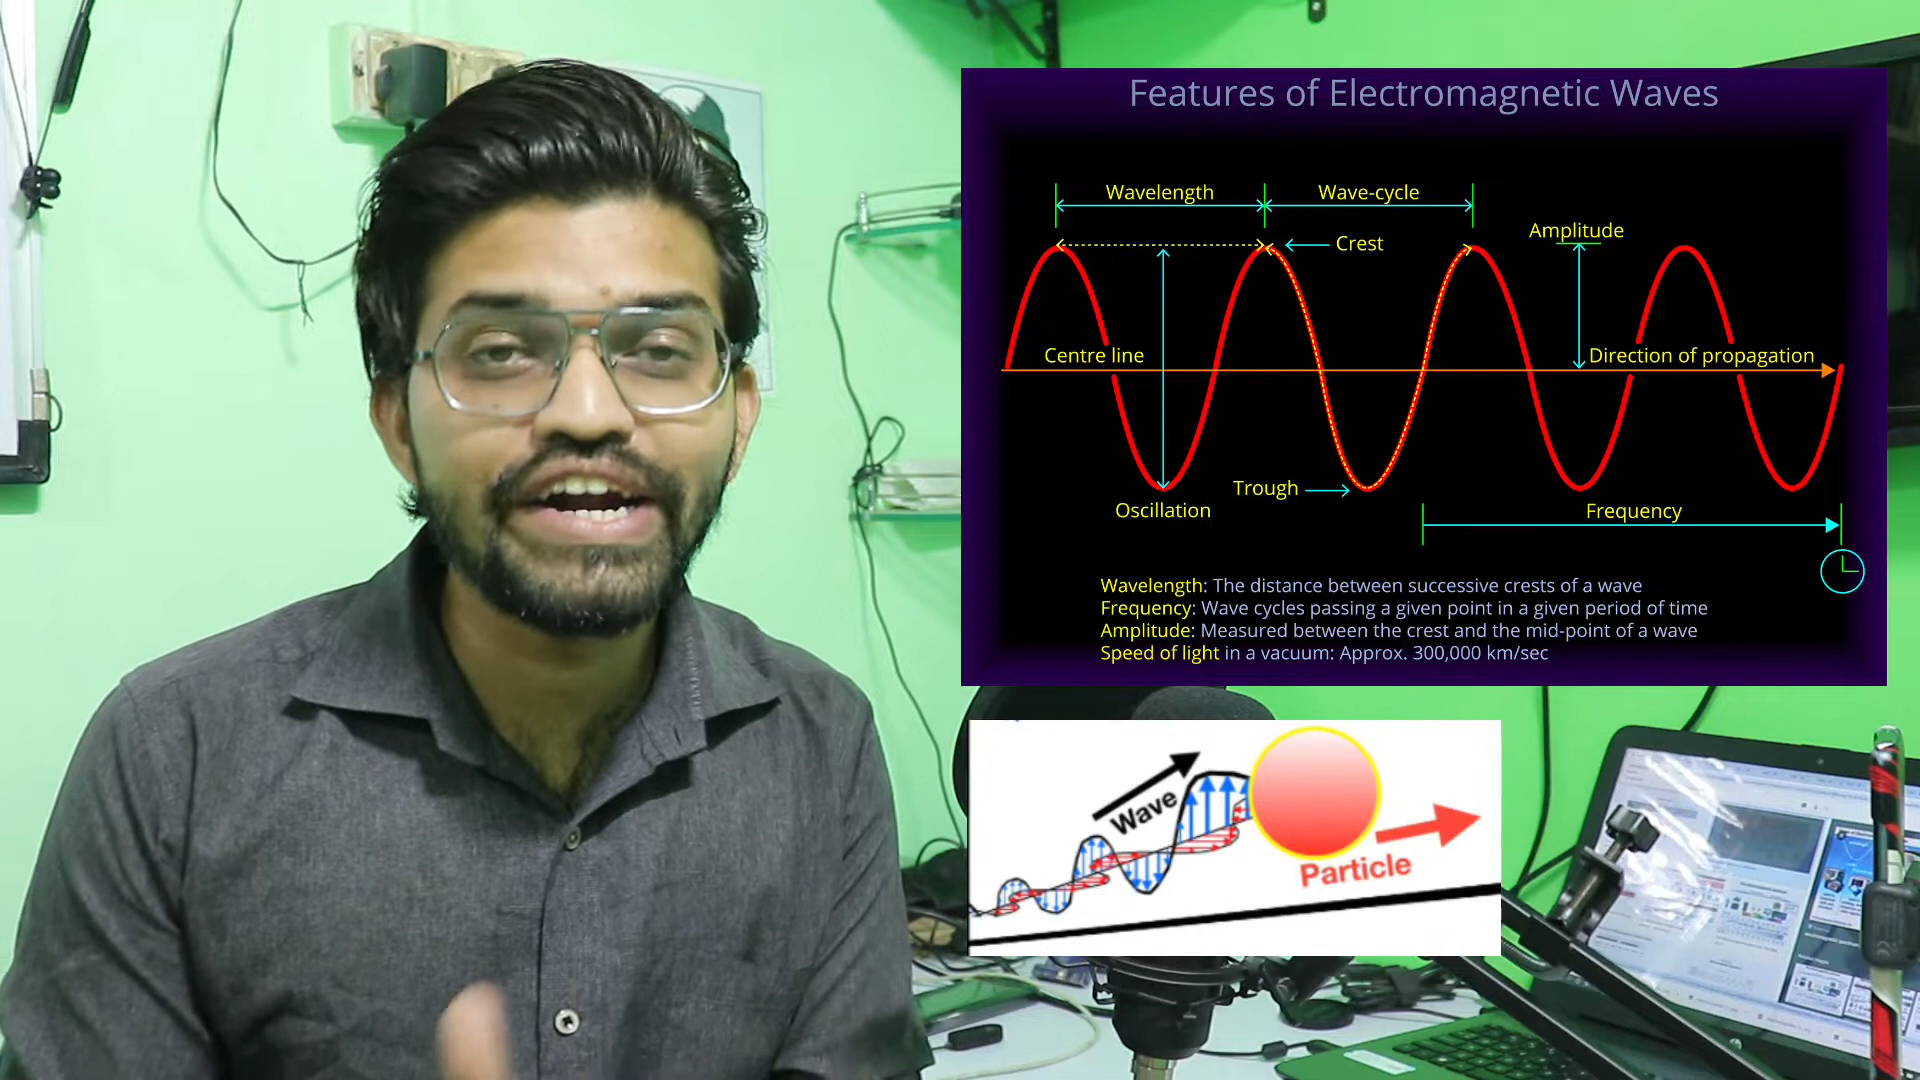 Features of Electromagnetic Waves
Wavelength
Wave-cycle
Crest
Amplitude
Centre line
Direction of propagation
Trough
Oscillation
Frequency
Wavelength: The distance between successive crests of a wave
Frequency: Wave cycles passing a given point in a given period of time
Amplitude: Measured between the crest and the mid-point of a wave
Speed of light in a vacuum: Approx. 300,000 km/sec
Wave
Particle